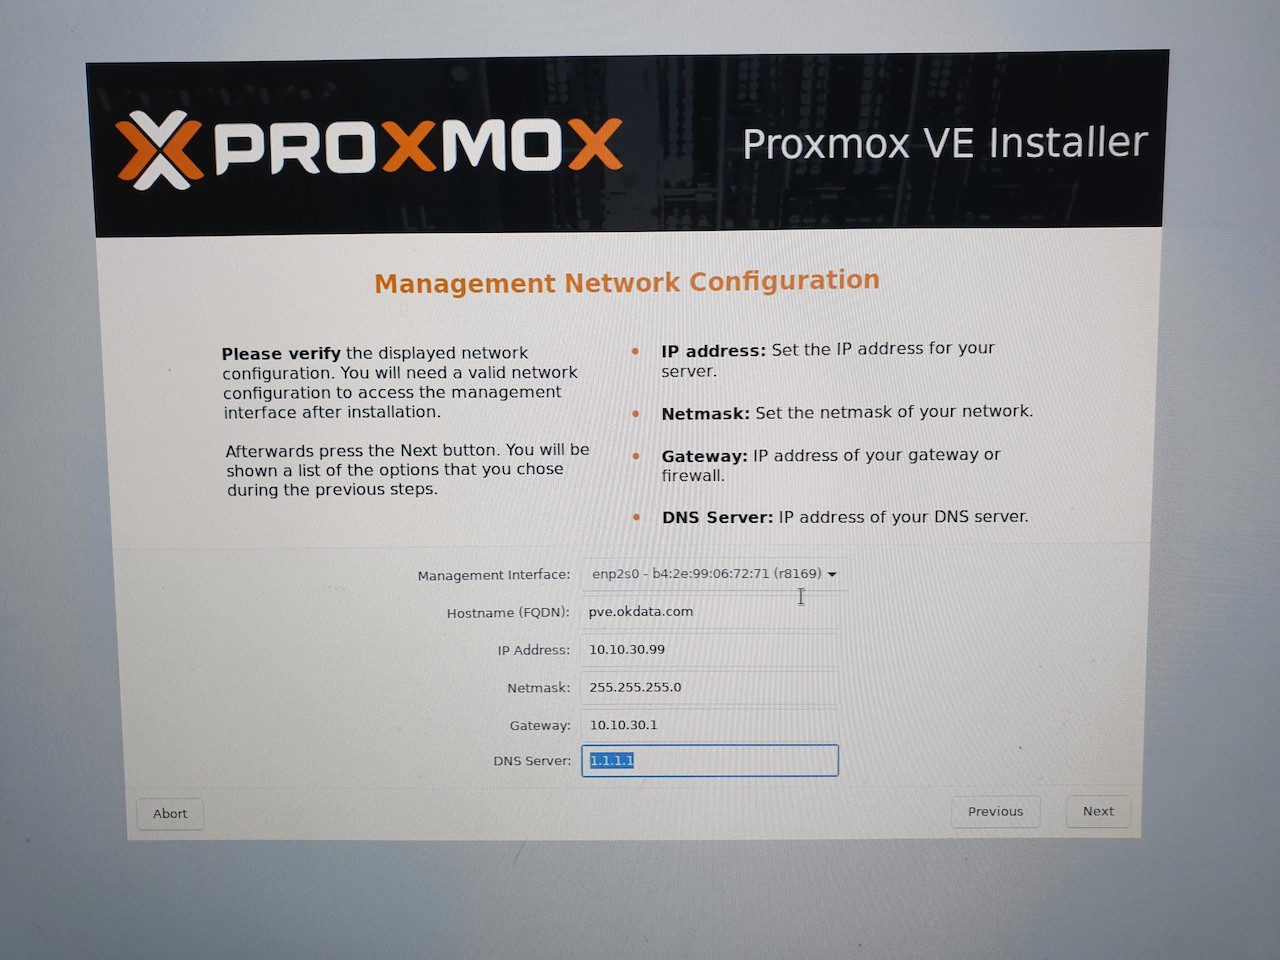 PROXMOX
Proxmox VE Installer
Management Network Configuration
Please verify the displayed network
configuration. You will need a valid network
configuration to access the management
interface after installation.
Afterwards press the Next button. You will be
shown a list of the options that you chose
during the previous steps.
• IP address: Set the IP address for your
server.
• Netmask: Set the netmask of your network.
• Gateway: IP address of your gateway or
firewall.
• DNS Server: IP address of your DNS server.
Management Interface: enp2s0 - b4:2e:99:06:72:71 (r8169)
Hostname (FQDN): pve.okdata.com
IP Address: 10.10.30.99
Netmask: 255.255.255.0
Gateway: 10.10.30.1
DNS Server: 1.1.1.1
Abort Previous Next